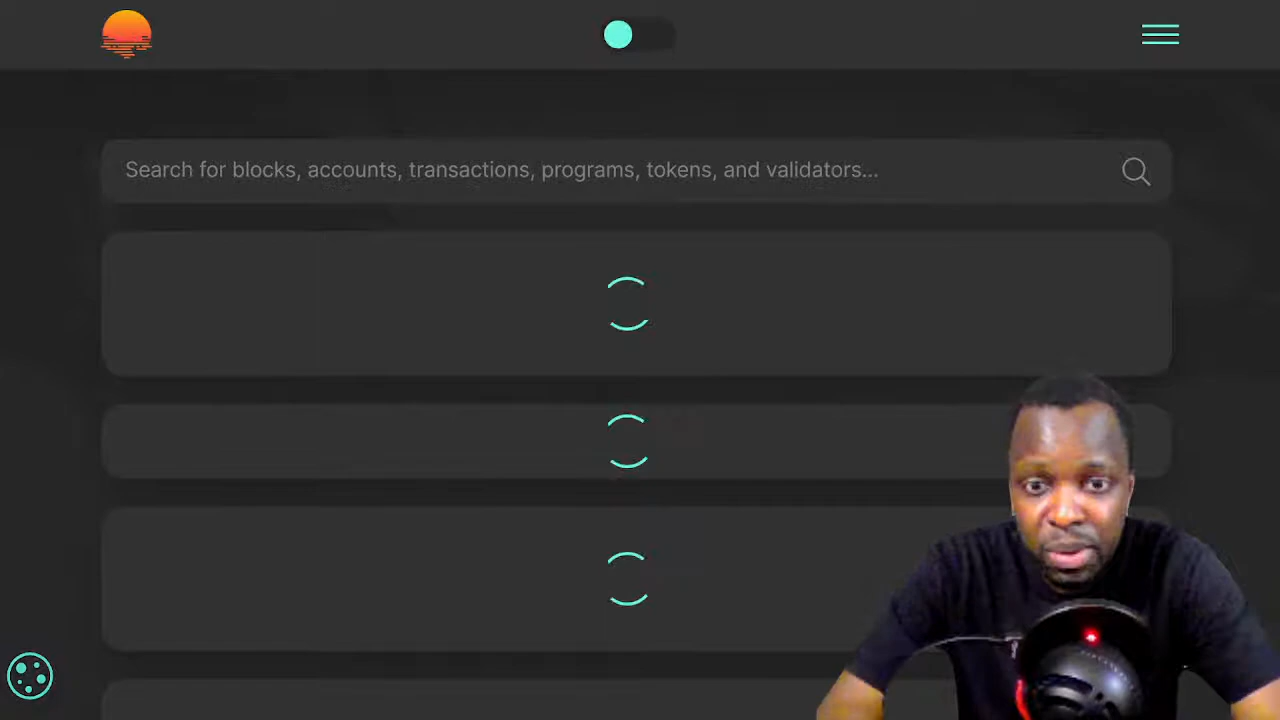 Search for blocks, accounts, transactions, programs, tokens, and validators...